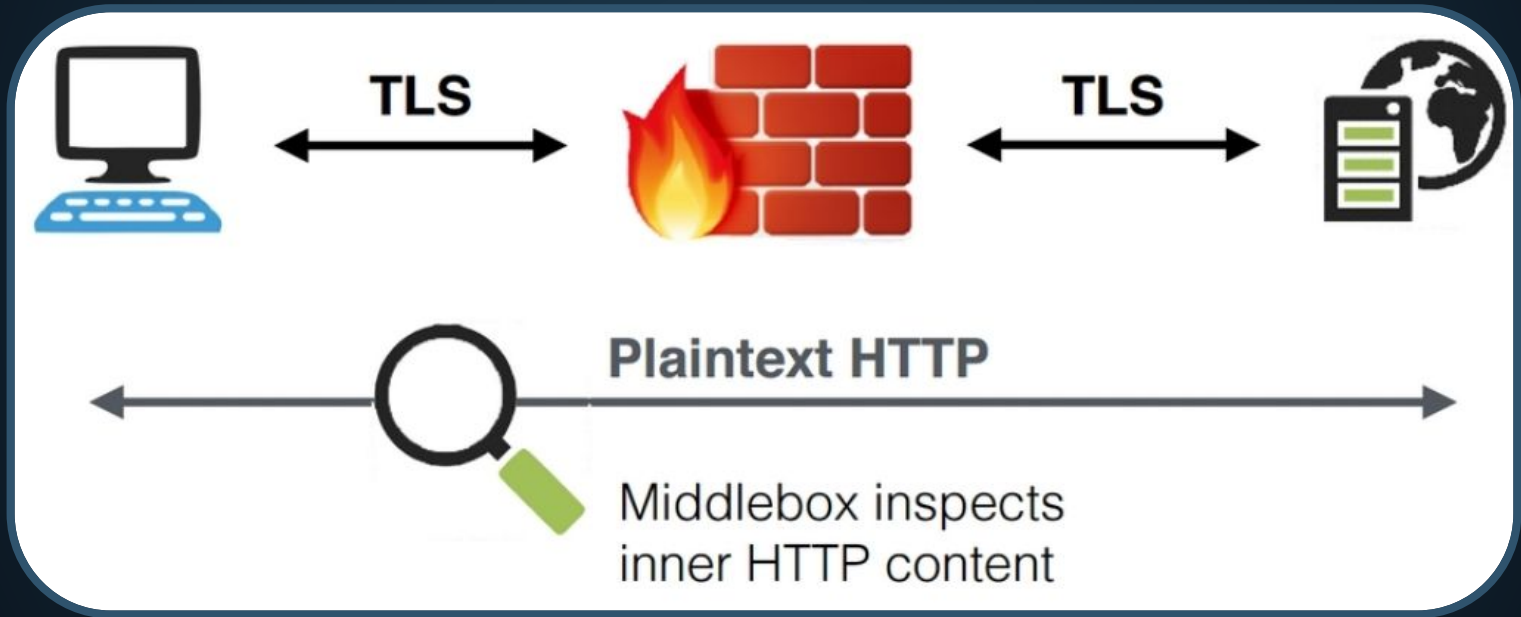 TLS
TLS
Plaintext HTTP
Middlebox inspects
inner HTTP content